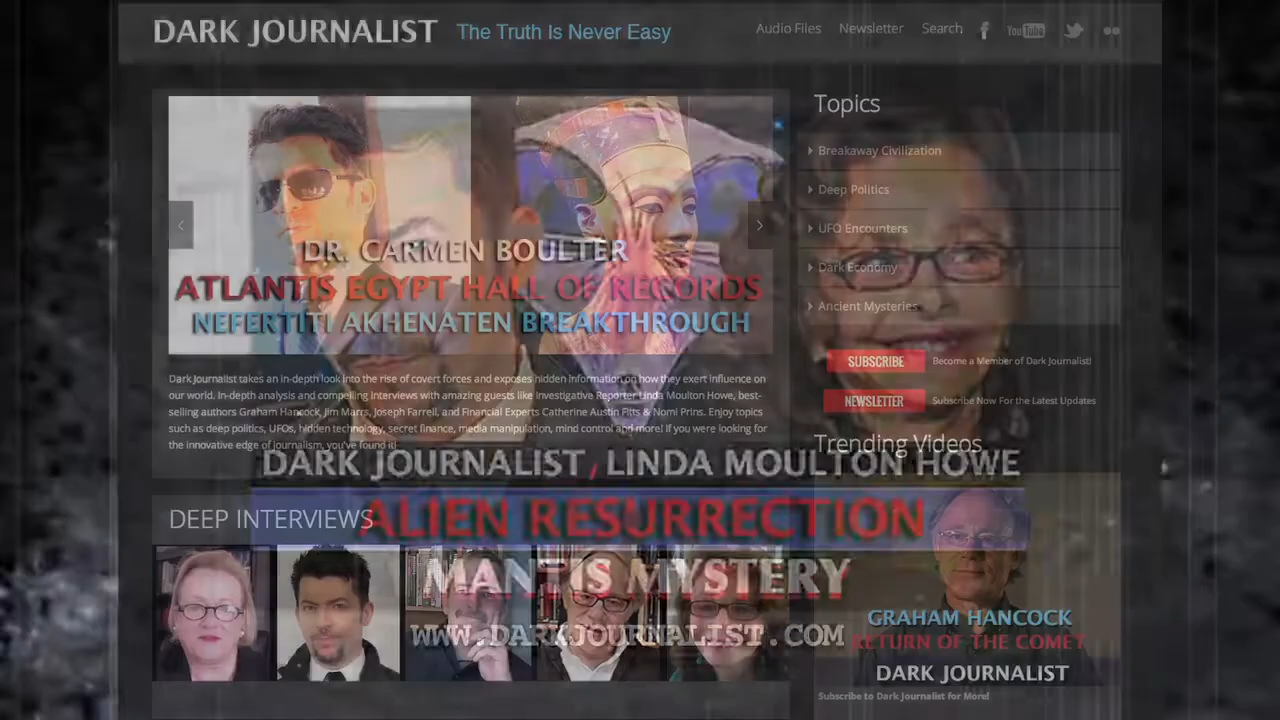 DARK JOURNALIST The Truth Is Never Easy Audio Files Newsletter Search You Tube
DR. CARMEN BOULTER
ATLANTIS EGYPT HALL OF RECORDS
NEFERTITI AKHENATEN BREAKTHROUGH
DarkJournalist takes an in-depth look into the rise of covert forces and exposes hidden information on how they exert influence on
our world. In-depth analysis and compelling interviews with amazing guests like Investigative Reporter Linda Moulton Howe, best-
selling authors Graham Hancock, Jim Marrs, Joseph Farrell, and Financial Experts Catherine Austin Fitts & Nomi Prins. Enjoy topics
such as deep politics, UFOs, hidden technology, secret finance, media manipulation, mind control and more! If you were looking for
the innovative edge of journalism, you've found it!
Topics
Breakaway Civilization
Deep Politics
UFO Encounters
Dark Economy
Ancient Mysteries
SUBSCRIBE Become a Member of Dark Journalist!
NEWSLETTER Subscribe Now For the Latest Updates
Trending Videos
DARK JOURNALIST, LINDA MOULTON HOWE
ALIEN RESURRECTION
MANTIS MYSTERY
WWW.DARKJOURNALIST.COM
DEEP INTERVIEWS
GRAHAM HANCOCK
RETURN OF THE COMET
DARK JOURNALIST
Subscribe to Dark Journalist for More!